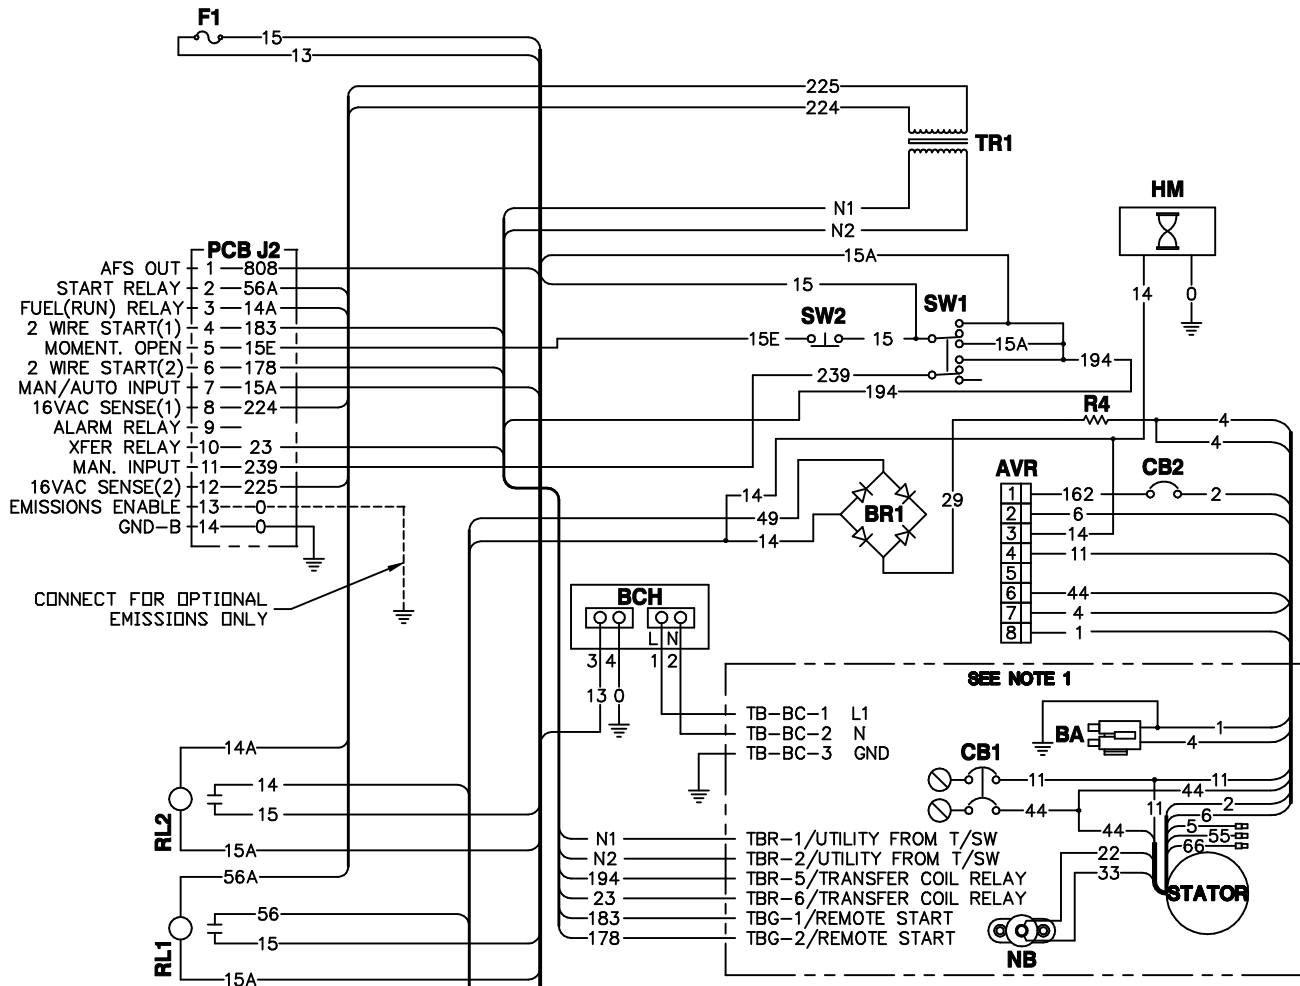 F1
15
13
225
224
TR1
HM
N1
N2
PCB J2
15A
AFS OUT 1 808
START RELAY 2 56A
15
14 0
FUEL(RUN) RELAY 3 14A
SW1
2 WIRE START(1) 4 183
SW2
MOMENT. OPEN 5 15E
15E 15 15A
2 WIRE START(2) 6 178
194
MAN/AUTO INPUT 7 15A
239
194
16VAC SENSE(1) 8 224
R4
ALARM RELAY 9
4
XFER RELAY 10 23
4
MAN. INPUT 11 239
AVR
CB2
16VAC SENSE(2) 12 225
14
29
1 162 2
EMISSIONS ENABLE 13 0
49
BR1
2 6
GND-B 14 0
14
3 14
4 11
5
CONNECT FOR OPTIONAL
EMISSIONS ONLY
BCH
6 44
7 4
L N
8 1
3 4 1 2
SEE NOTE 1
13 0
TB-BC-1 L1
TB-BC-2 N
TB-BC-3 GND
BA
1
4
14A
CB1
11
11
14
44
RL2
15
44
11
2
6
15A
44
5
55
66
N1 TBR-1/UTILITY FROM T/SW
N2 TBR-2/UTILITY FROM T/SW
22
56A
194 TBR-5/TRANSFER COIL RELAY
33
23 TBR-6/TRANSFER COIL RELAY
STATOR
56
183 TBG-1/REMOTE START
RL1
15
178 TBG-2/REMOTE START
NB
15A